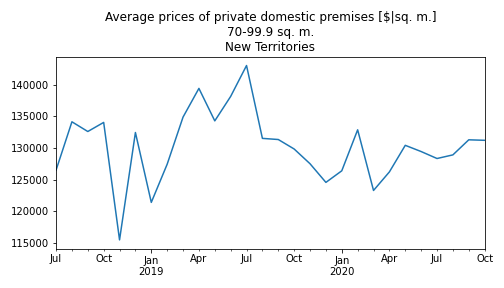 Average prices of private domestic premises [$|sq. m.]
70-99.9 sq. m.
New Territories
140000
135000
130000
125000
120000
115000
Jul Oct Jan Apr Jul Oct Jan Apr Jul Oct
2019 2020